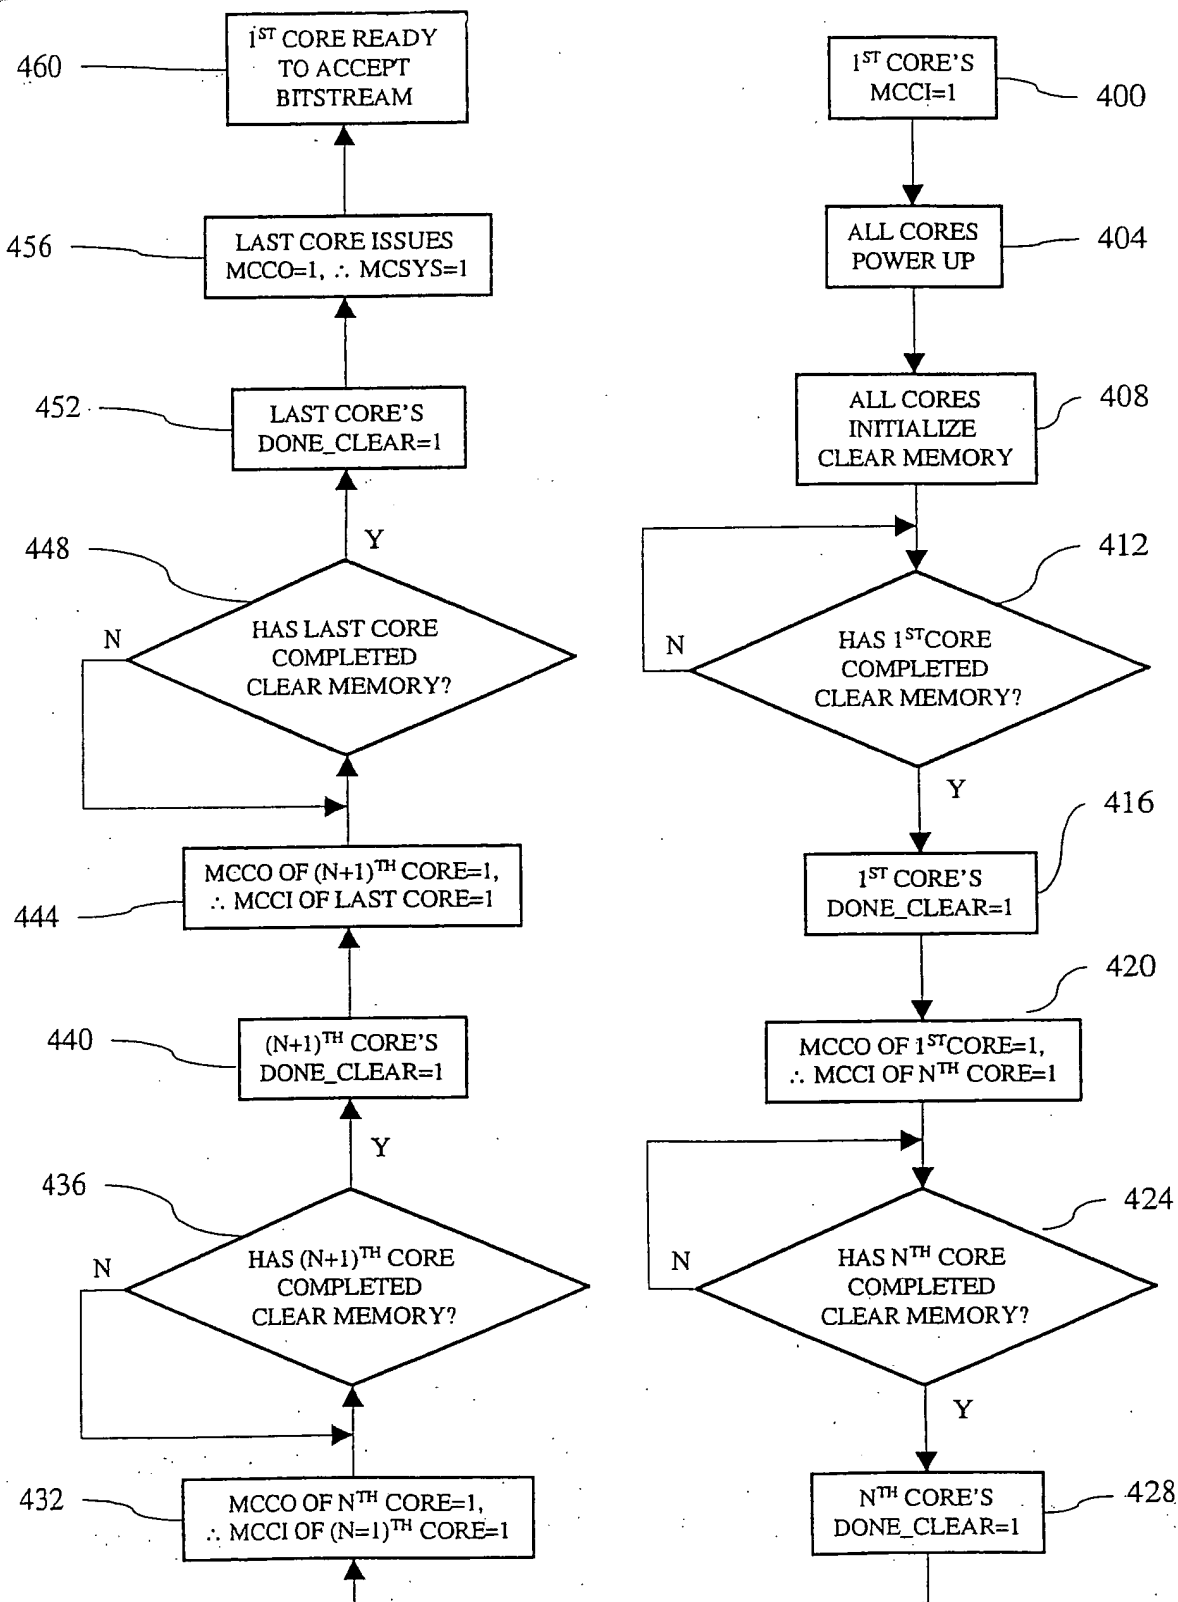 1ST CORE'S
MCCI=1
400
ALL CORES
POWER UP
404
ALL CORES
INITIALIZE
CLEAR MEMORY
408
HAS 1ST CORE
COMPLETED
CLEAR MEMORY?
412
N
Y
1ST CORE'S
DONE_CLEAR=1
416
MCCO OF 1ST CORE=1,
∴ MCCI OF NTH CORE=1
420
HAS NTH CORE
COMPLETED
CLEAR MEMORY?
424
N
Y
NTH CORE'S
DONE_CLEAR=1
428
MCCO OF NTH CORE=1,
∴ MCCI OF (N=1)TH CORE=1
432
HAS (N+1)TH CORE
COMPLETED
CLEAR MEMORY?
436
N
Y
(N+1)TH CORE'S
DONE_CLEAR=1
440
MCCO OF (N+1)TH CORE=1,
∴ MCCI OF LAST CORE=1
444
HAS LAST CORE
COMPLETED
CLEAR MEMORY?
448
N
Y
LAST CORE'S
DONE_CLEAR=1
452
LAST CORE ISSUES
MCCO=1, ∴ MCSYS=1
456
1ST CORE READY
TO ACCEPT
BITSTREAM
460